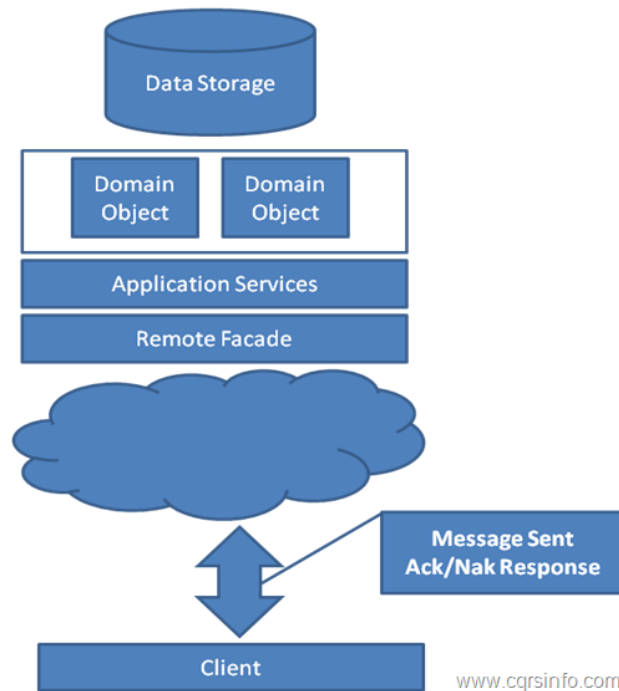 Data Storage
Domain
Object
Domain
Object
Application Services
Remote Facade
Message Sent
Ack/Nak Response
Client
www.cqrsinfo.com